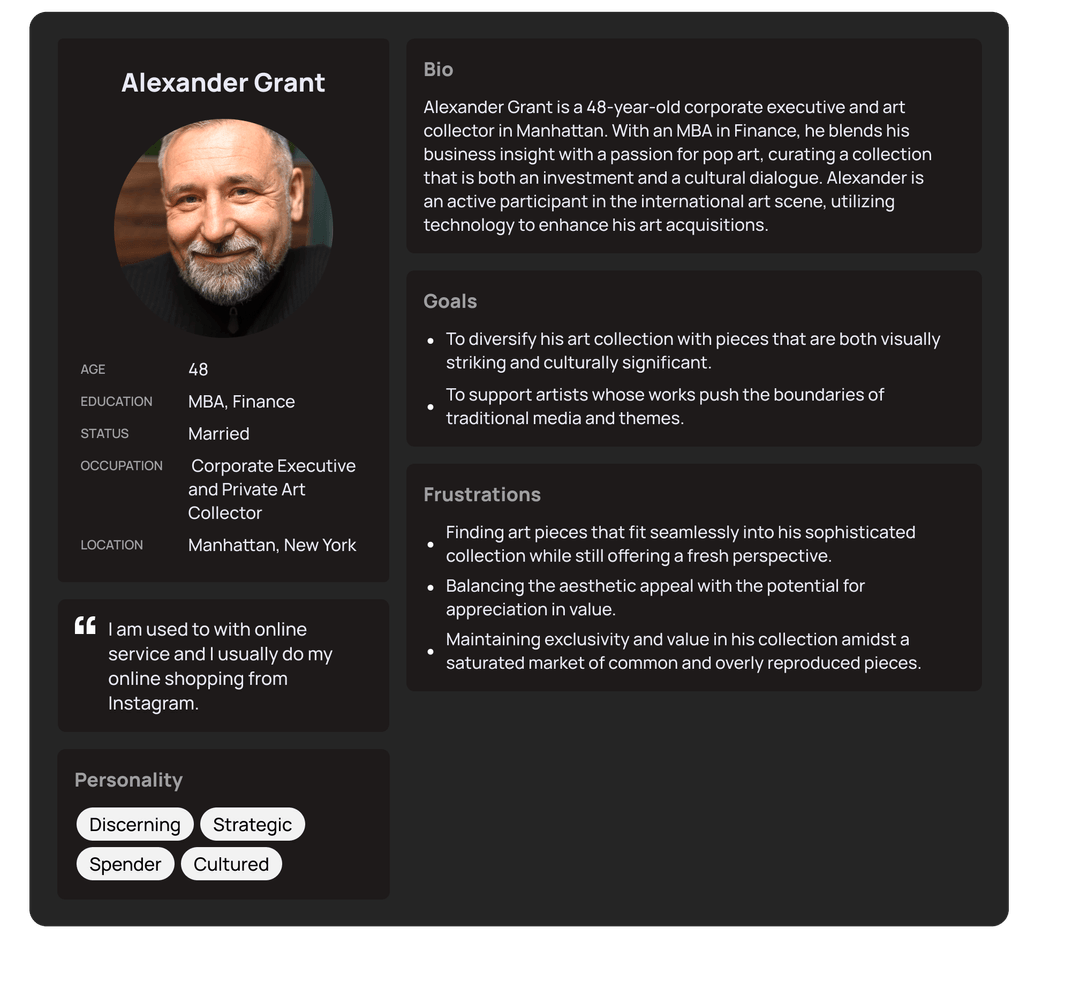 Alexander Grant
AGE 48
EDUCATION MBA, Finance
STATUS Married
OCCUPATION Corporate Executive
and Private Art
Collector
LOCATION Manhattan, New York
I am used to with online
service and I usually do my
online shopping from
Instagram.
Personality
Discerning Strategic
Spender Cultured
Bio
Alexander Grant is a 48-year-old corporate executive and art
collector in Manhattan. With an MBA in Finance, he blends his
business insight with a passion for pop art, curating a collection
that is both an investment and a cultural dialogue. Alexander is
an active participant in the international art scene, utilizing
technology to enhance his art acquisitions.
Goals
• To diversify his art collection with pieces that are both visually
striking and culturally significant.
• To support artists whose works push the boundaries of
traditional media and themes.
Frustrations
• Finding art pieces that fit seamlessly into his sophisticated
collection while still offering a fresh perspective.
• Balancing the aesthetic appeal with the potential for
appreciation in value.
• Maintaining exclusivity and value in his collection amidst a
saturated market of common and overly reproduced pieces.